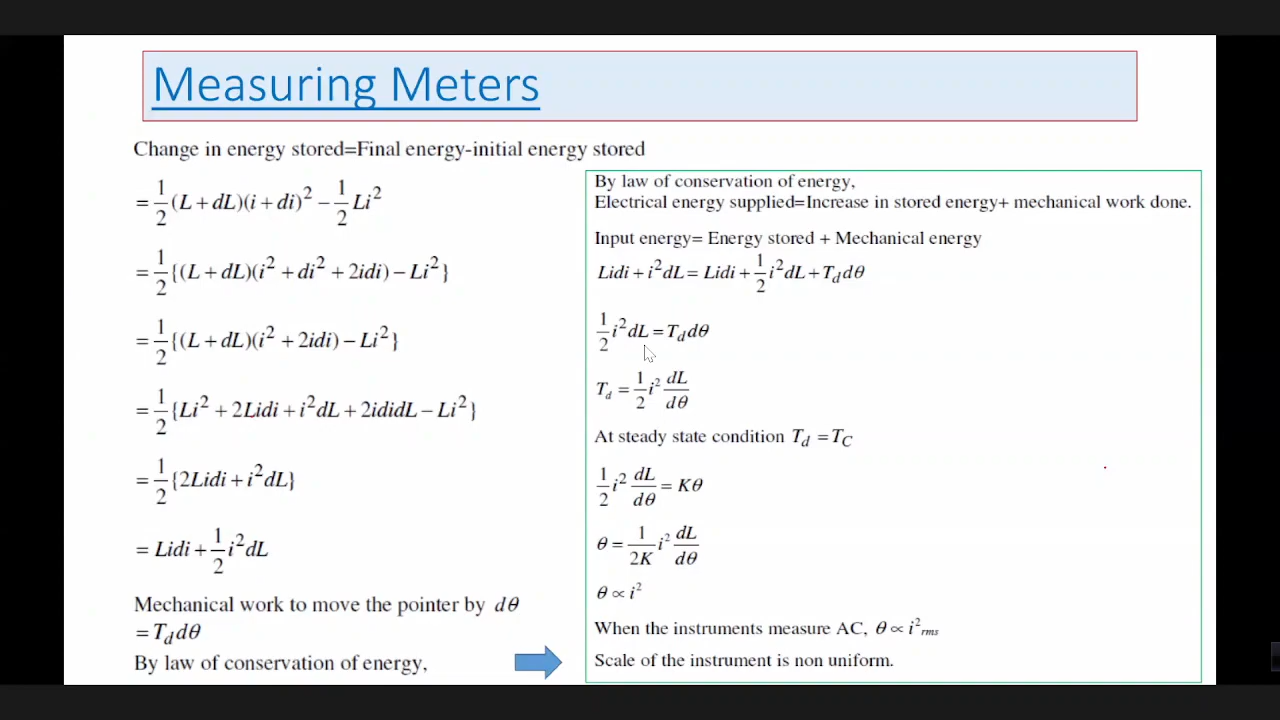 Measuring Meters
Change in energy stored=Final energy-initial energy stored
= 1/2 (L + dL)(i + di)² − 1/2 Li²
= 1/2 {(L + dL)(i² + di² + 2idi) − Li²}
= 1/2 {(L + dL)(i² + 2idi) − Li²}
= 1/2 {Li² + 2Lidi + i²dL + 2ididL − Li²}
= 1/2 {2Lidi + i²dL}
= Lidi + 1/2 i²dL
Mechanical work to move the pointer by dθ
= T_d dθ
By law of conservation of energy,
By law of conservation of energy,
Electrical energy supplied=Increase in stored energy+ mechanical work done.
Input energy= Energy stored + Mechanical energy
Lidi + i²dL = Lidi + 1/2 i²dL + T_d dθ
1/2 i²dL = T_d dθ
T_d = 1/2 i² dL/dθ
At steady state condition T_d = T_C
1/2 i² dL/dθ = Kθ
θ = 1/2K i² dL/dθ
θ ∝ i²
When the instruments measure AC, θ ∝ i²_rms
Scale of the instrument is non uniform.